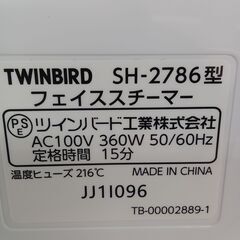 TWINBIRD SH-2786型
フェイススチーマー
PSE ツインバード工業株式会社
AC100V 360W 50/60Hz
定格時間 15分
温度ヒューズ 216℃ MADE IN CHINA
JJ1I096
TB-00002889-1